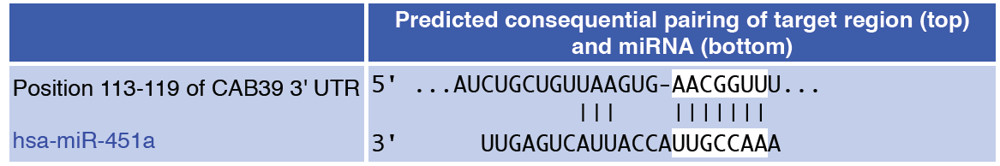 Predicted consequential pairing of target region (top)
and miRNA (bottom)
Position 113-119 of CAB39 3' UTR 5' ...AUCUGCUGUUAAGUG-AACGGUUU...
||| |||||||
hsa-miR-451a 3' UUGAGUCAUUACCAUUGCCAAA